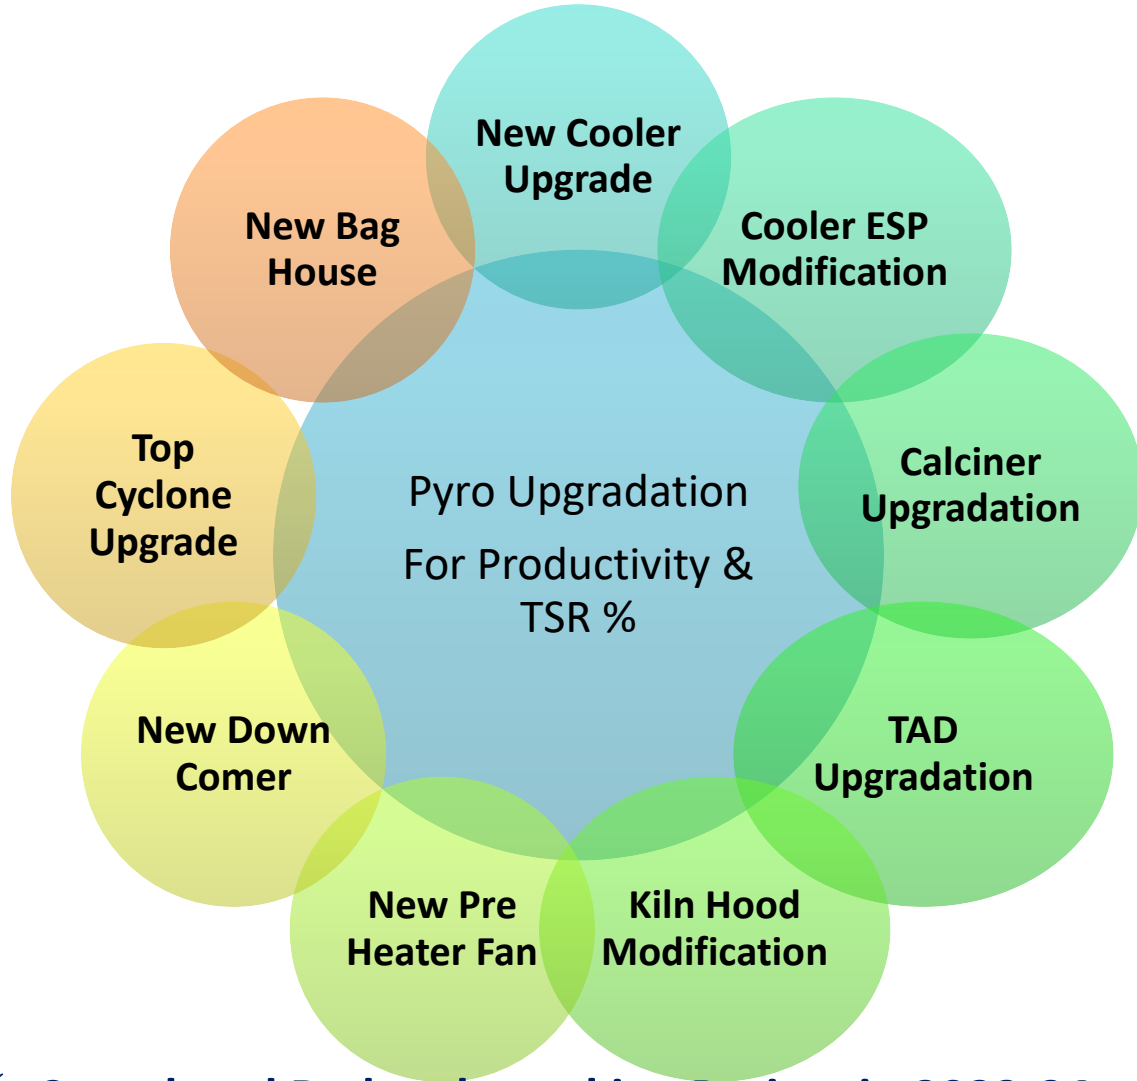 New Cooler
Upgrade
Cooler ESP
Modification
Calciner
Upgradation
TAD
Upgradation
Kiln Hood
Modification
New Pre
Heater Fan
New Down
Comer
Top
Cyclone
Upgrade
New Bag
House
Pyro Upgradation
For Productivity &
TSR %